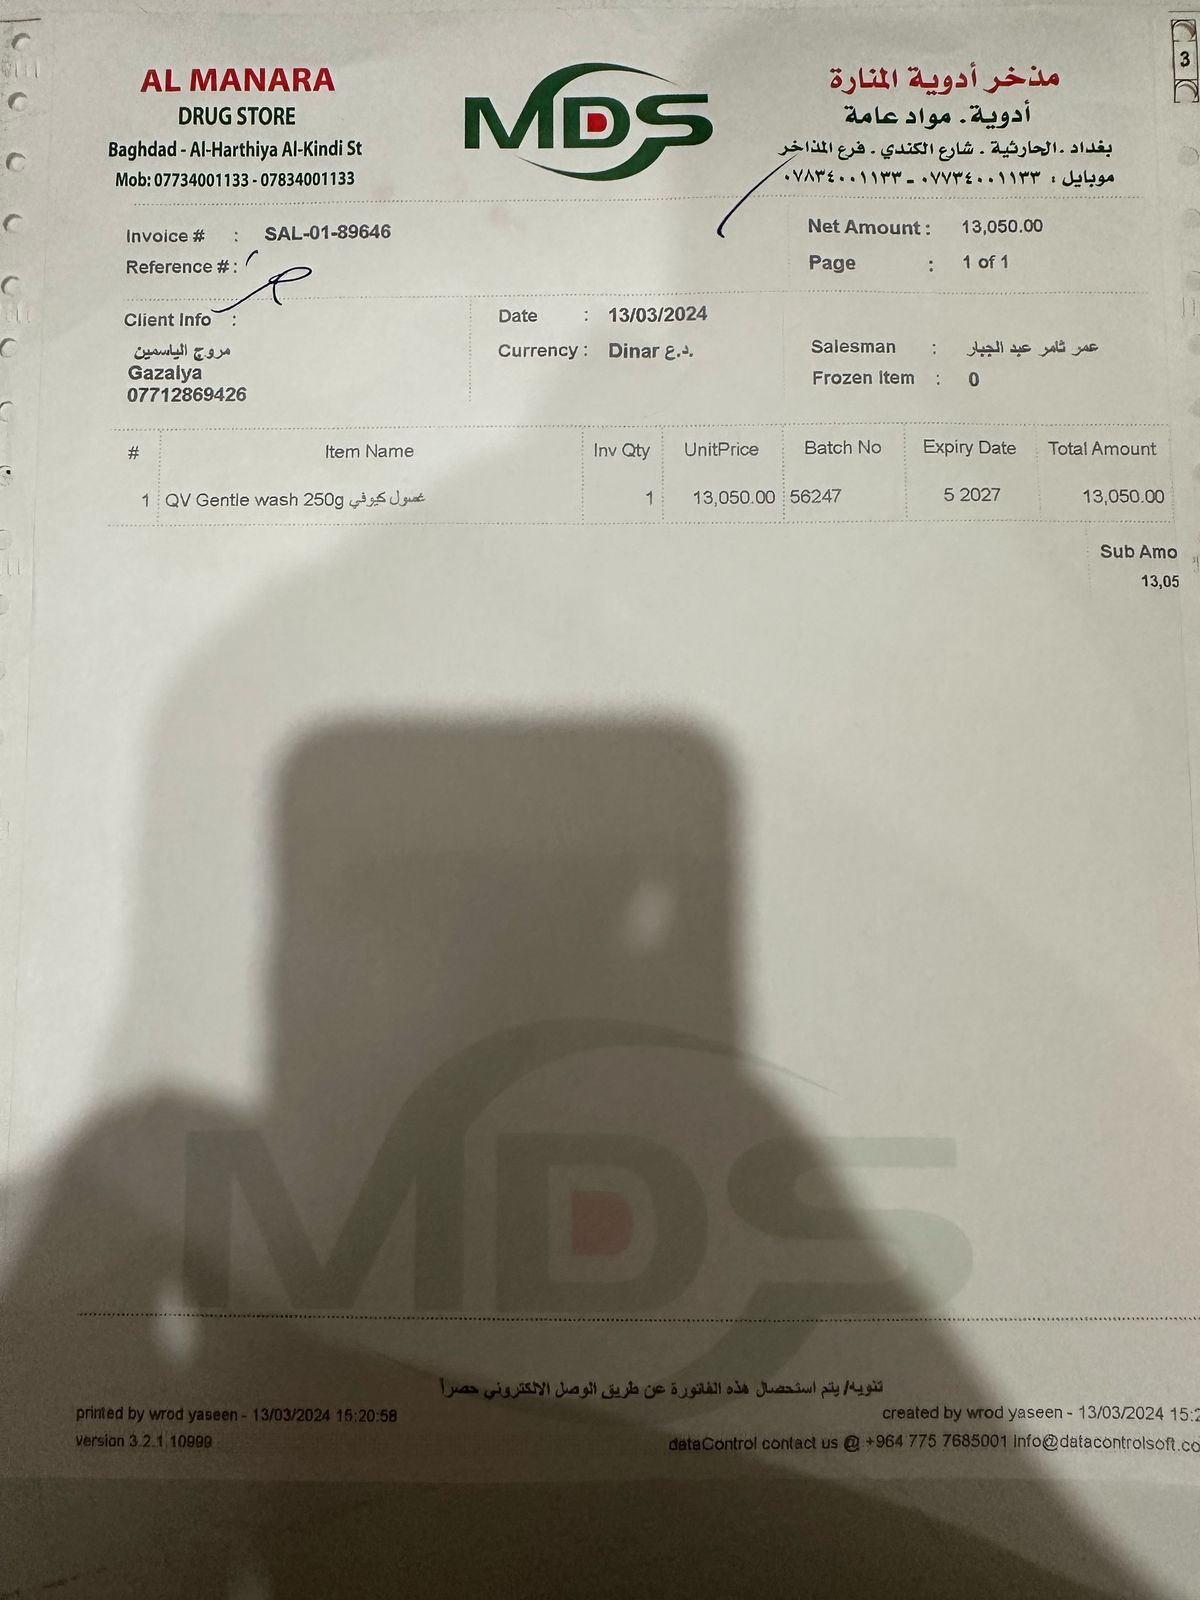 AL MANARA
DRUG STORE
Baghdad - Al-Harthiya Al-Kindi St
Mob: 07734001133 - 07834001133
MDS
مذخر أدوية المنارة
أدوية. مواد عامة
بغداد .الحارثية . شارع الكندي . فرع المذاخر
موبايل : ٠٧٧٣٤٠٠١١٣٣ - ٠٧٨٣٤٠٠١١٣٣
3
Invoice # : SAL-01-89646
Reference # :
Net Amount : 13,050.00
Page : 1 of 1
Client Info :
مروج الياسمين
Gazalya
07712869426
Date : 13/03/2024
Currency : Dinar د.ع.
Salesman : عمر ثامر عبد الجبار
Frozen Item : 0
# Item Name Inv Qty UnitPrice Batch No Expiry Date Total Amount
1 QV Gentle wash 250g غسول كيوفي 1 13,050.00 56247 5 2027 13,050.00
Sub Amo
13,05
MDS
تنويه/ يتم استحصال هذه الفاتورة عن طريق الوصل الالكتروني حصراً
printed by wrod yaseen - 13/03/2024 15:20:58
created by wrod yaseen - 13/03/2024 15:2
version 3.2.1.10999
dataControl contact us @ +964 775 7685001 info@datacontrolsoft.co